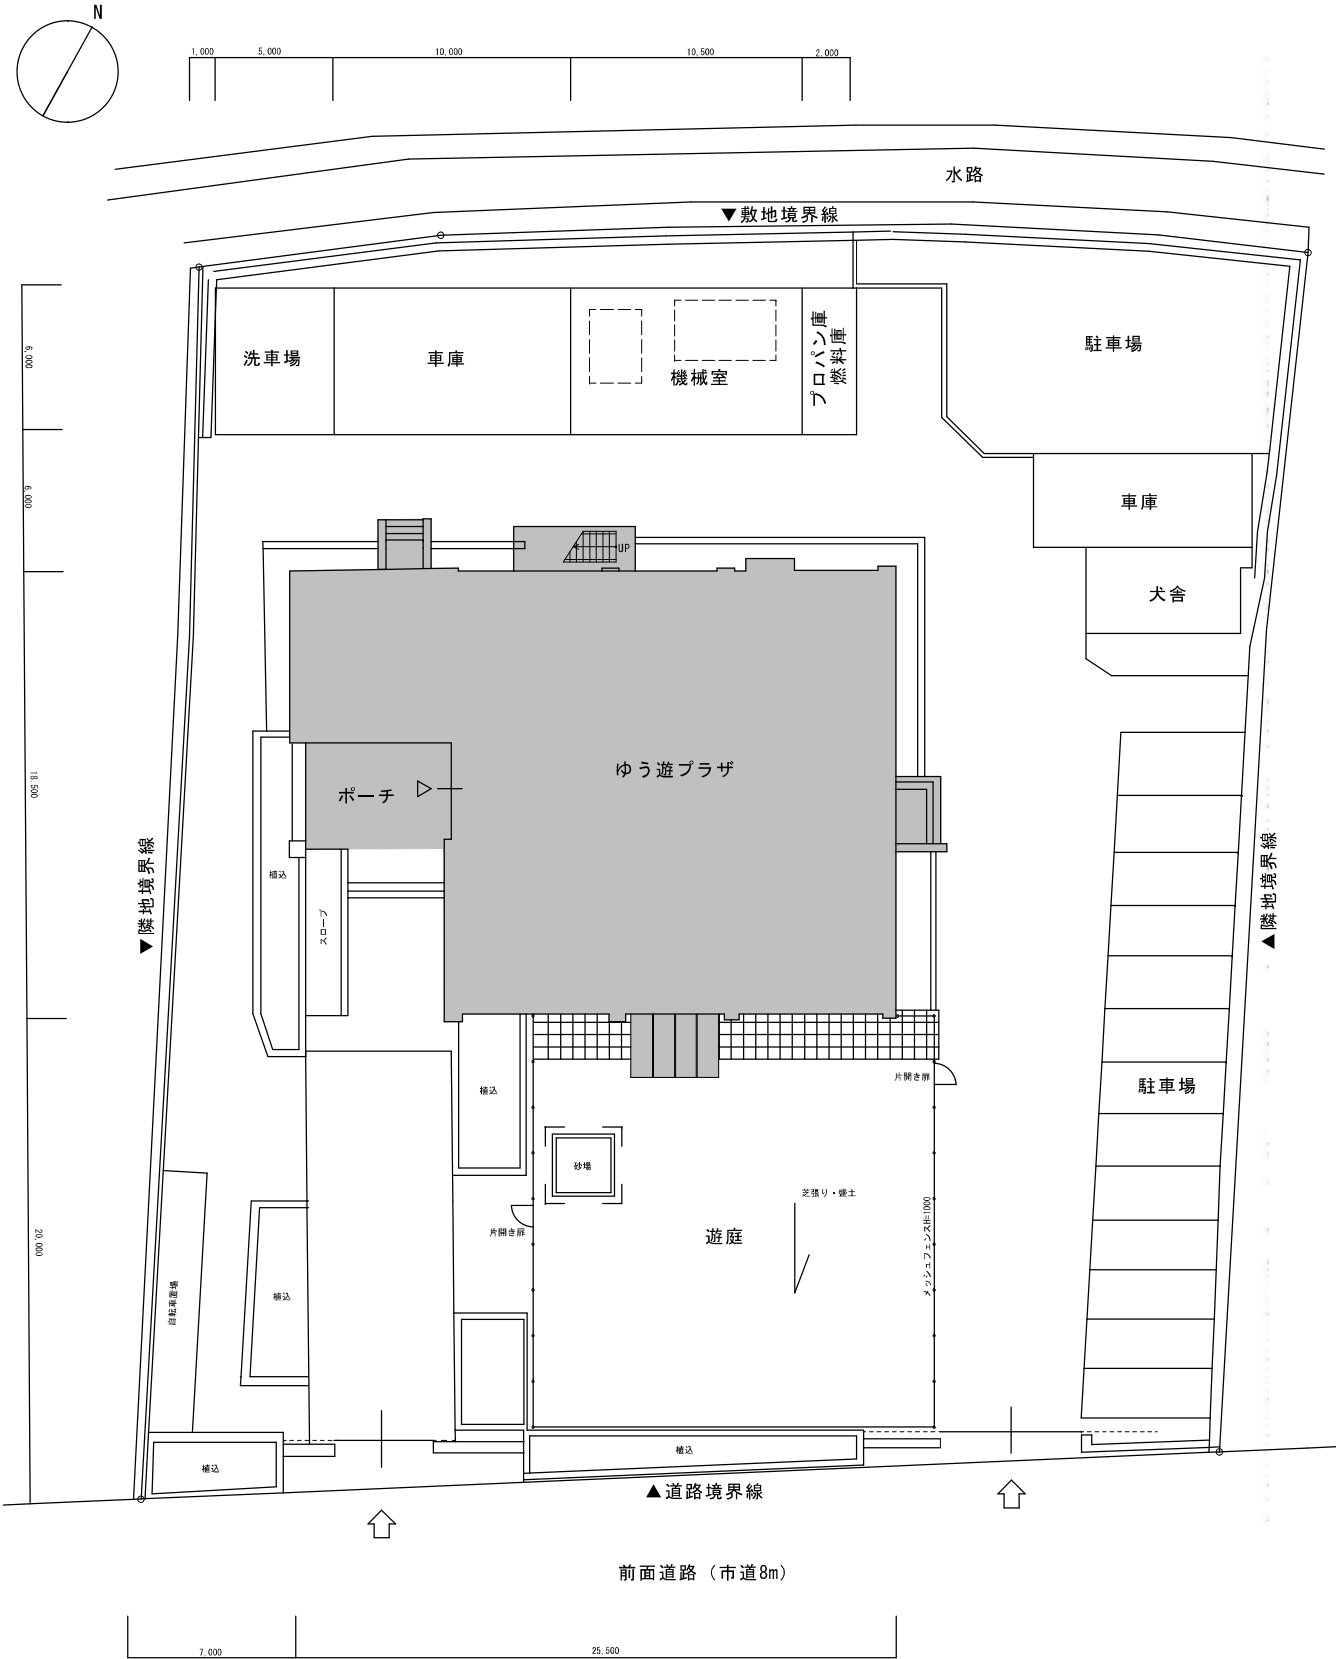 N
1,000
5,000
10,000
10,500
2,000
水路
▼敷地境界線
6,000
洗車場
車庫
機械室
プロパン庫
燃料庫
駐車場
6,000
車庫
UP
犬舎
18,500
ゆう遊プラザ
ポーチ
▼隣地境界線
植込
スロープ
▲隣地境界線
片開き扉
植込
駐車場
砂場
芝張り・盛土
片開き扉
遊庭
メッシュフェンスH=1000
20,000
自転車置場
植込
植込
植込
▲道路境界線
前面道路（市道8m）
7,000
25,500